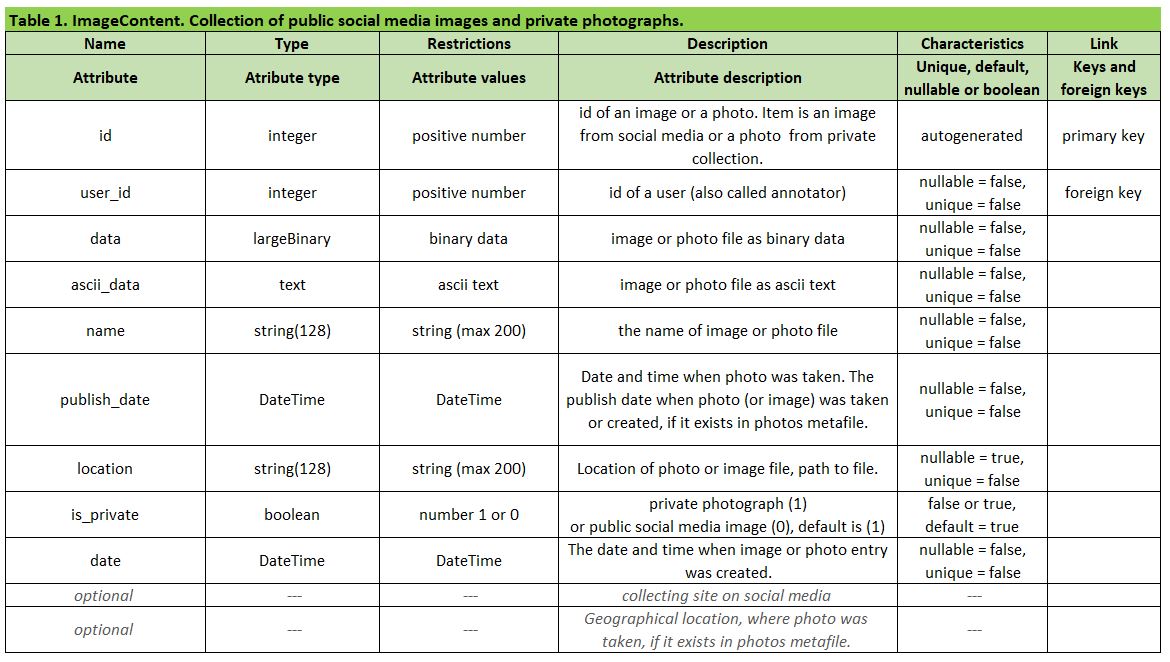 Table 1. ImageContent. Collection of public social media images and private photographs.
Name Type Restrictions Description Characteristics Link
Attribute Atribute type Attribute values Attribute description Unique, default, nullable or boolean Keys and foreign keys
id integer positive number id of an image or a photo. Item is an image from social media or a photo from private collection. autogenerated primary key
user_id integer positive number id of a user (also called annotator) nullable = false, unique = false foreign key
data largeBinary binary data image or photo file as binary data nullable = false, unique = false
ascii_data text ascii text image or photo file as ascii text nullable = false, unique = false
name string(128) string (max 200) the name of image or photo file nullable = false, unique = false
publish_date DateTime DateTime Date and time when photo was taken. The publish date when photo (or image) was taken or created, if it exists in photos metafile. nullable = false, unique = false
location string(128) string (max 200) Location of photo or image file, path to file. nullable = true, unique = false
is_private boolean number 1 or 0 private photograph (1) or public social media image (0), default is (1) false or true, default = true
date DateTime DateTime The date and time when image or photo entry was created. nullable = false, unique = false
optional --- --- collecting site on social media ---
optional --- --- Geographical location, where photo was taken, if it exists in photos metafile. ---